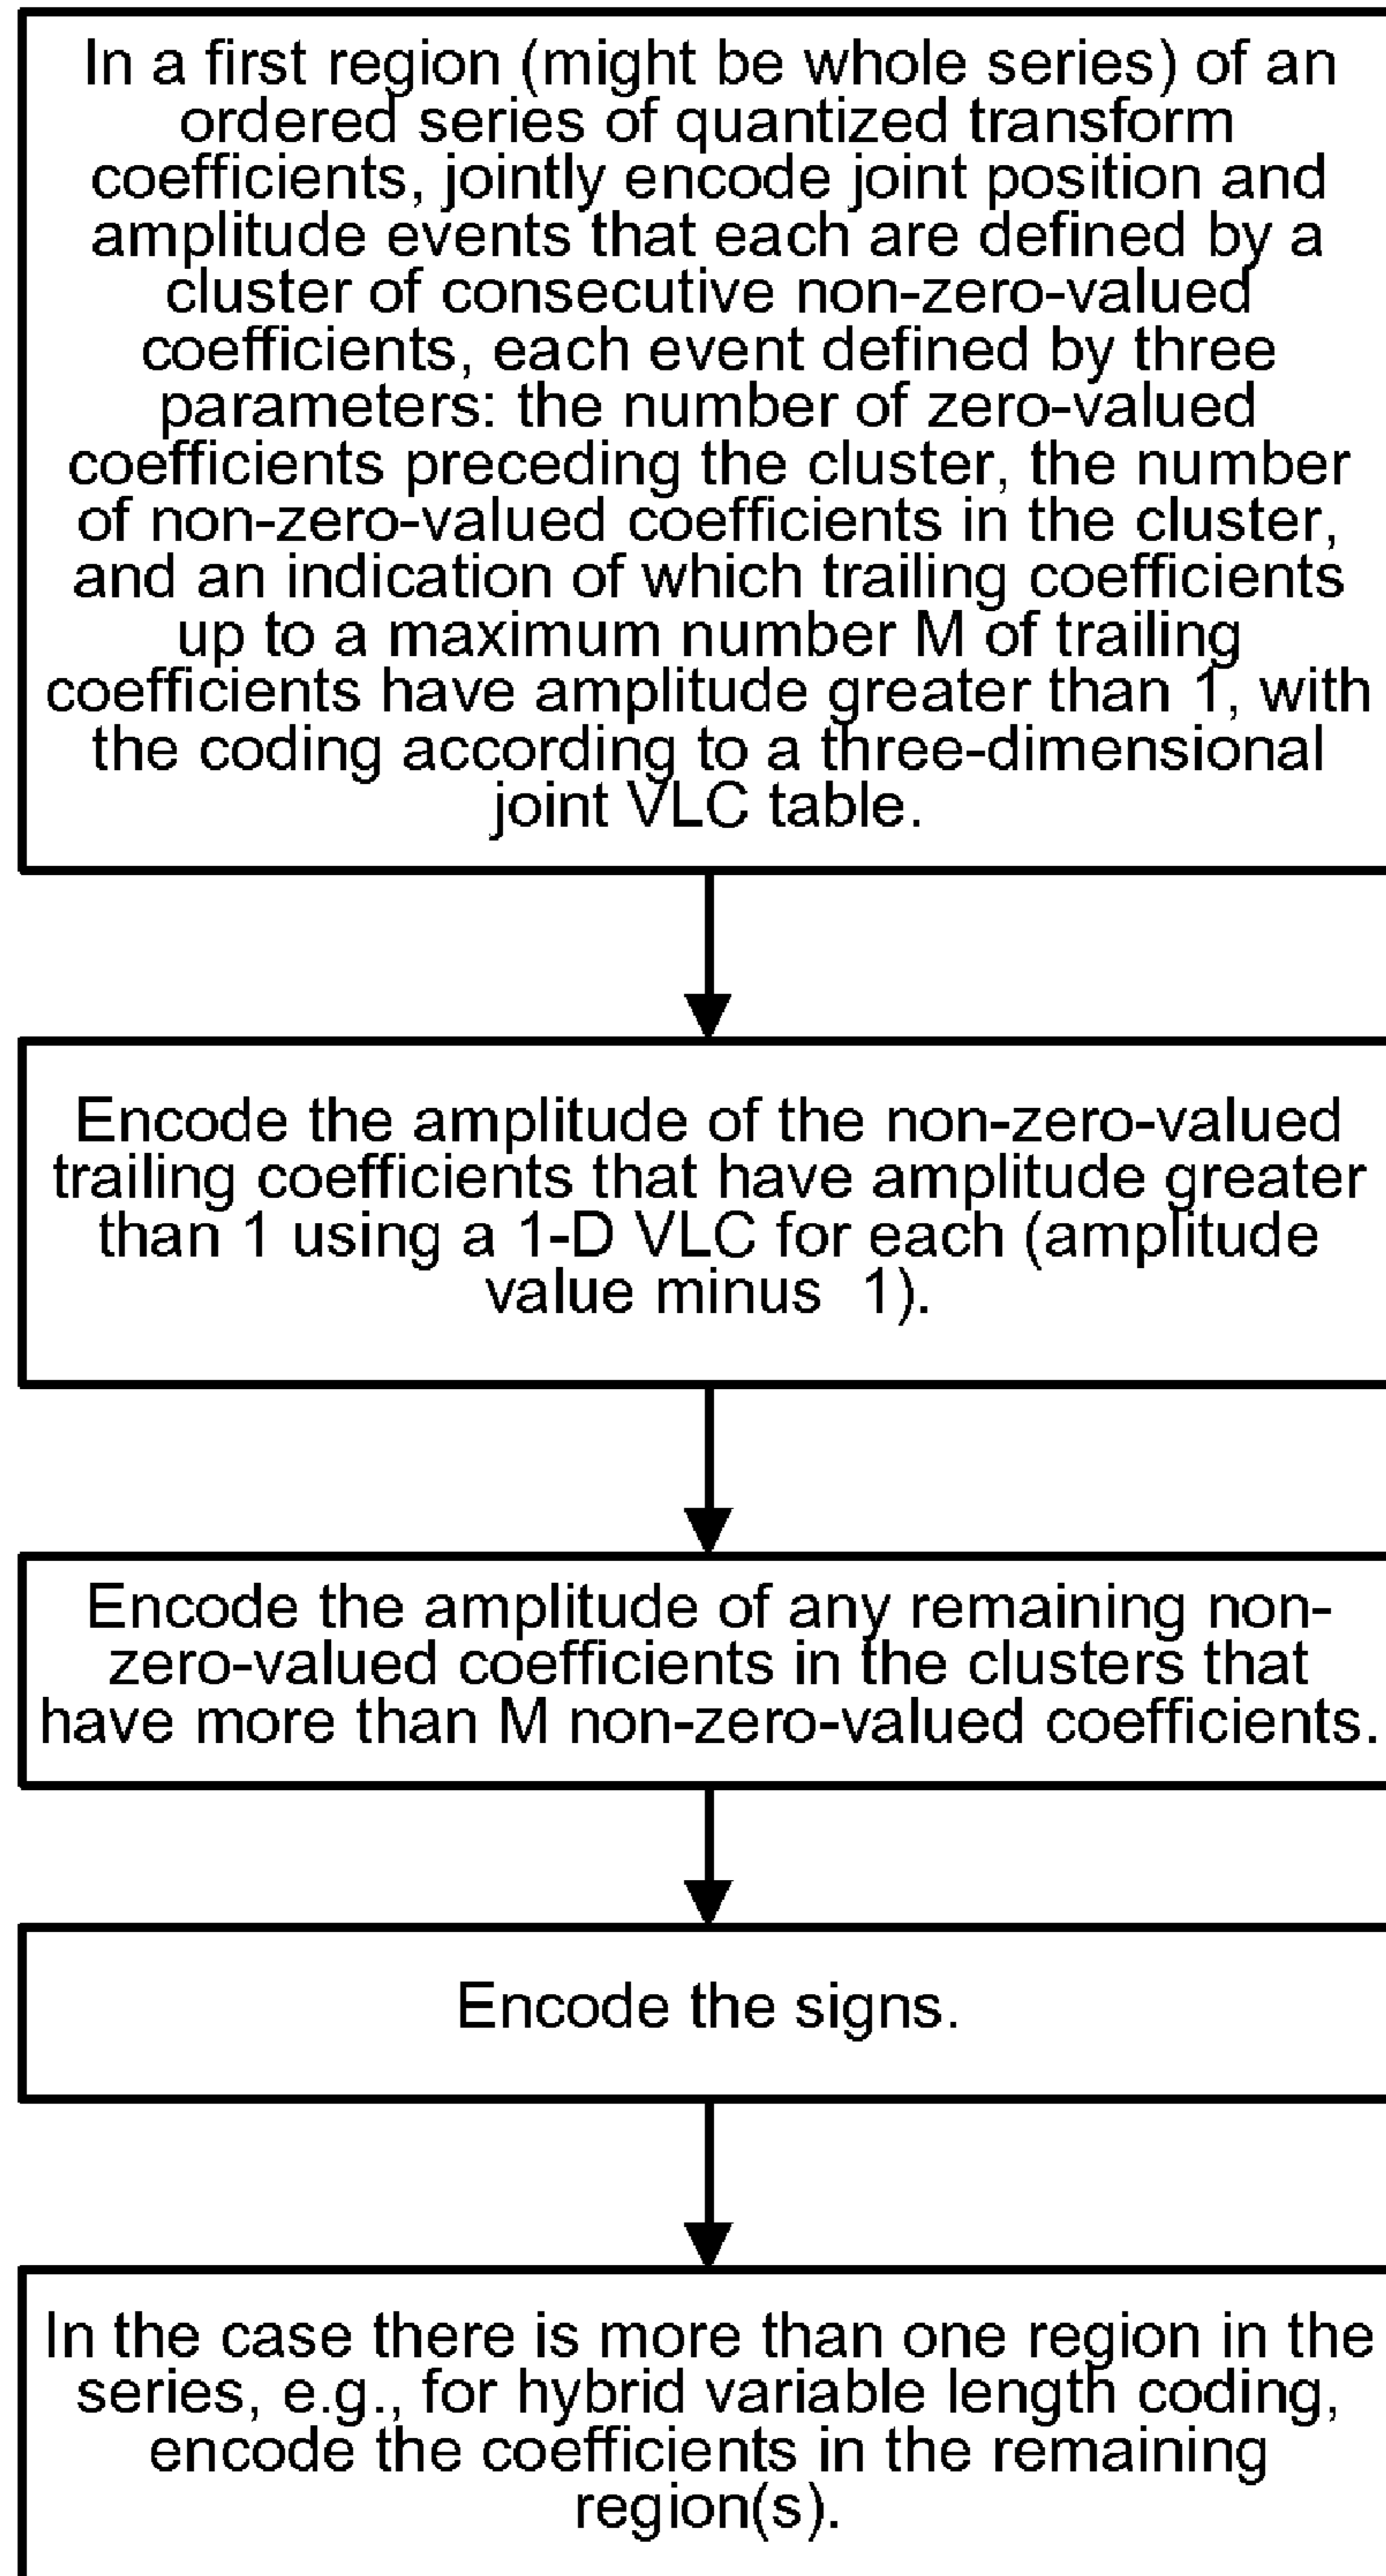 In a first region (might be whole series) of an
ordered series of quantized transform
coefficients, jointly encode joint position and
amplitude events that each are defined by a
cluster of consecutive non-zero-valued
coefficients, each event defined by three
parameters: the number of zero-valued
coefficients preceding the cluster, the number
of non-zero-valued coefficients in the cluster,
and an indication of which trailing coefficients
up to a maximum number M of trailing
coefficients have amplitude greater than 1, with
the coding according to a three-dimensional
joint VLC table.
Encode the amplitude of the non-zero-valued
trailing coefficients that have amplitude greater
than 1 using a 1-D VLC for each (amplitude
value minus 1).
Encode the amplitude of any remaining non-
zero-valued coefficients in the clusters that
have more than M non-zero-valued coefficients.
Encode the signs.
In the case there is more than one region in the
series, e.g., for hybrid variable length coding,
encode the coefficients in the remaining
region(s).